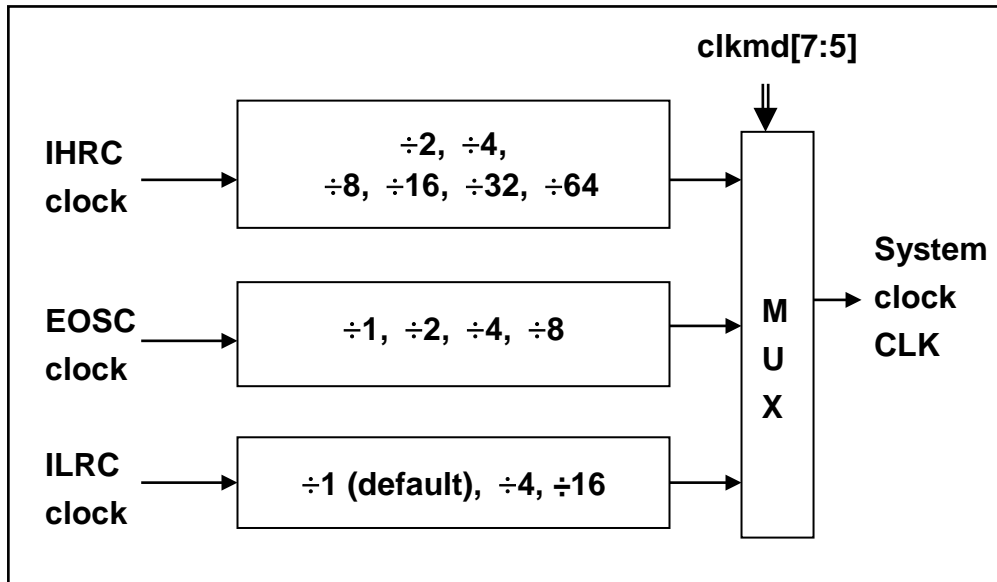 clkmd[7:5]
IHRC
clock
÷2, ÷4,
÷8, ÷16, ÷32, ÷64
EOSC
clock
÷1, ÷2, ÷4, ÷8
ILRC
clock
÷1 (default), ÷4, ÷16
M
U
X
System
clock
CLK